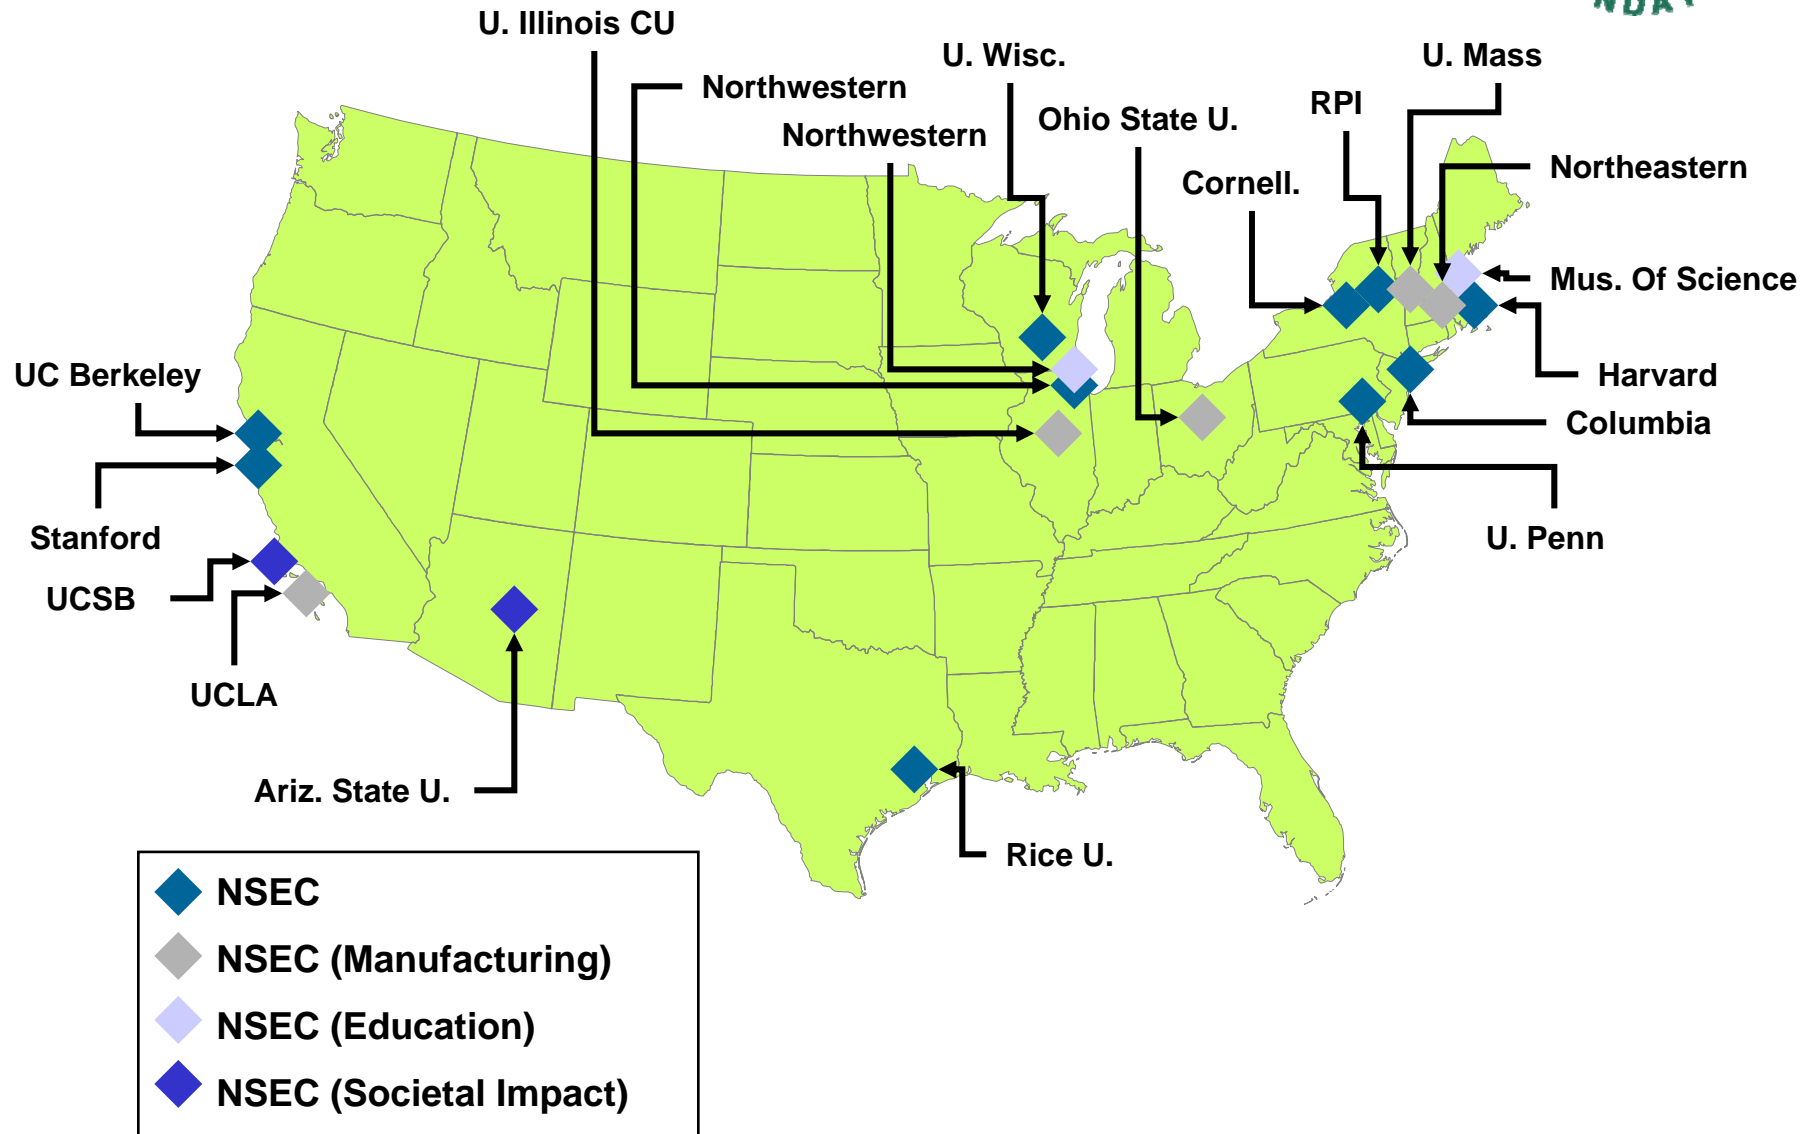 U. Illinois CU
U. Wisc.
U. Mass
Northwestern
RPI
Northwestern
Ohio State U.
Northeastern
Cornell.
Mus. Of Science
UC Berkeley
Harvard
Columbia
Stanford
U. Penn
UCSB
UCLA
Ariz. State U.
Rice U.
NSEC
NSEC (Manufacturing)
NSEC (Education)
NSEC (Societal Impact)